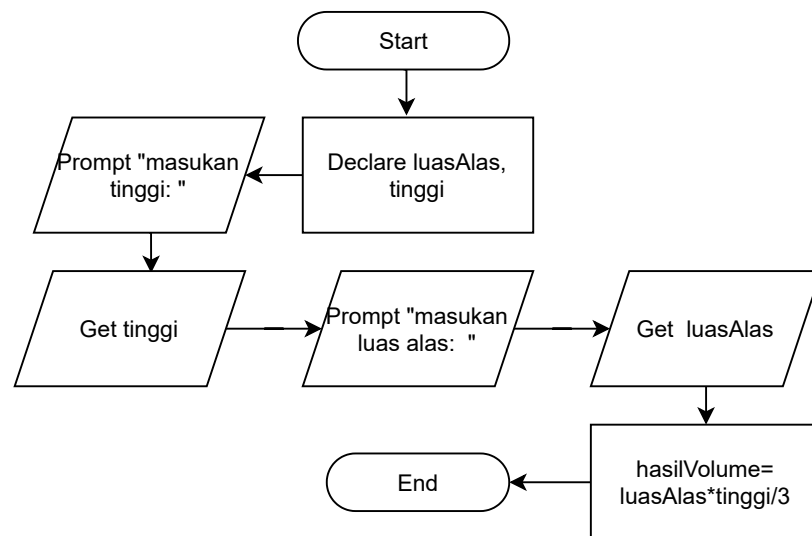 Start
Declare luasAlas,
tinggi
Prompt "masukan
tinggi: "
Get tinggi
Prompt "masukan
luas alas:  "
Get  luasAlas
hasilVolume=
luasAlas*tinggi/3
End